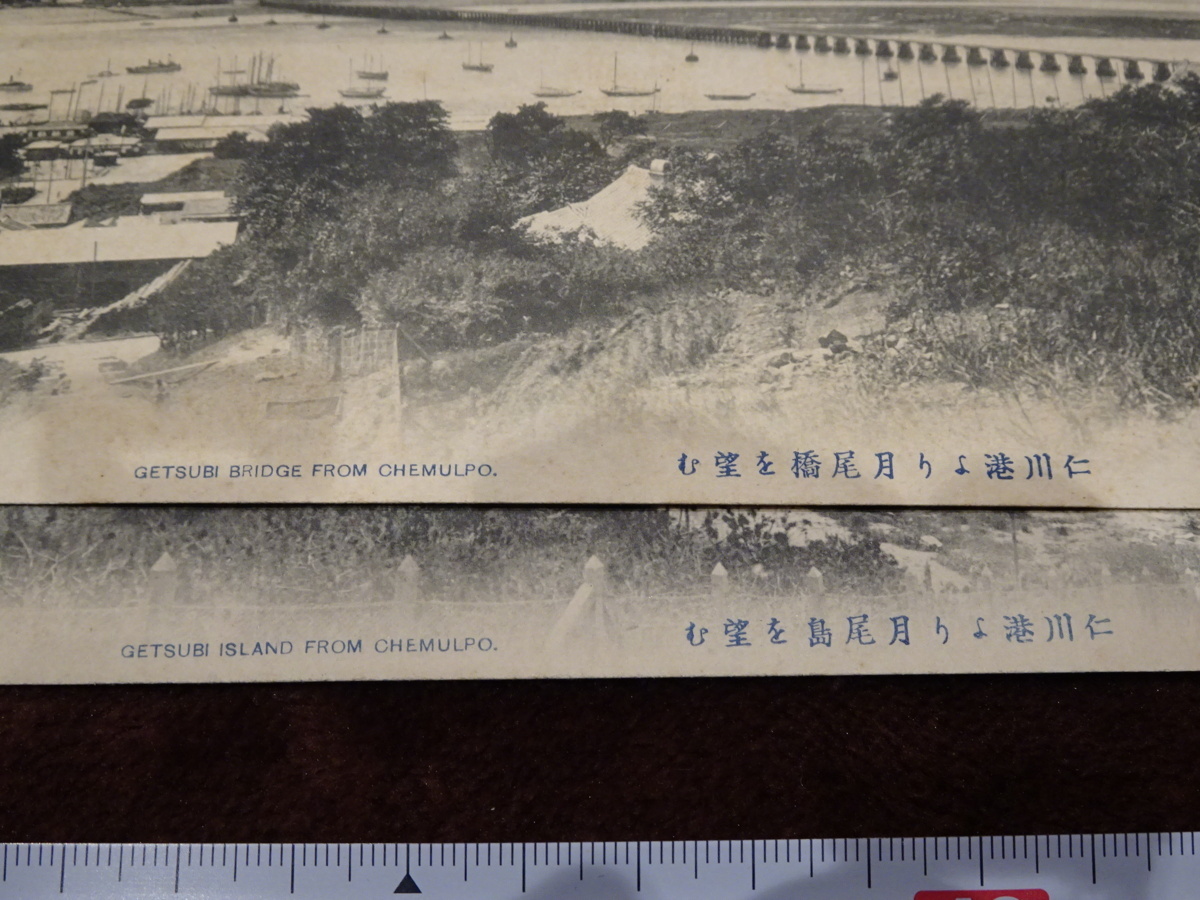 GETSUBI BRIDGE FROM CHEMULPO.
む望を橋尾月りよ港川仁
GETSUBI ISLAND FROM CHEMULPO.
む望を島尾月りよ港川仁